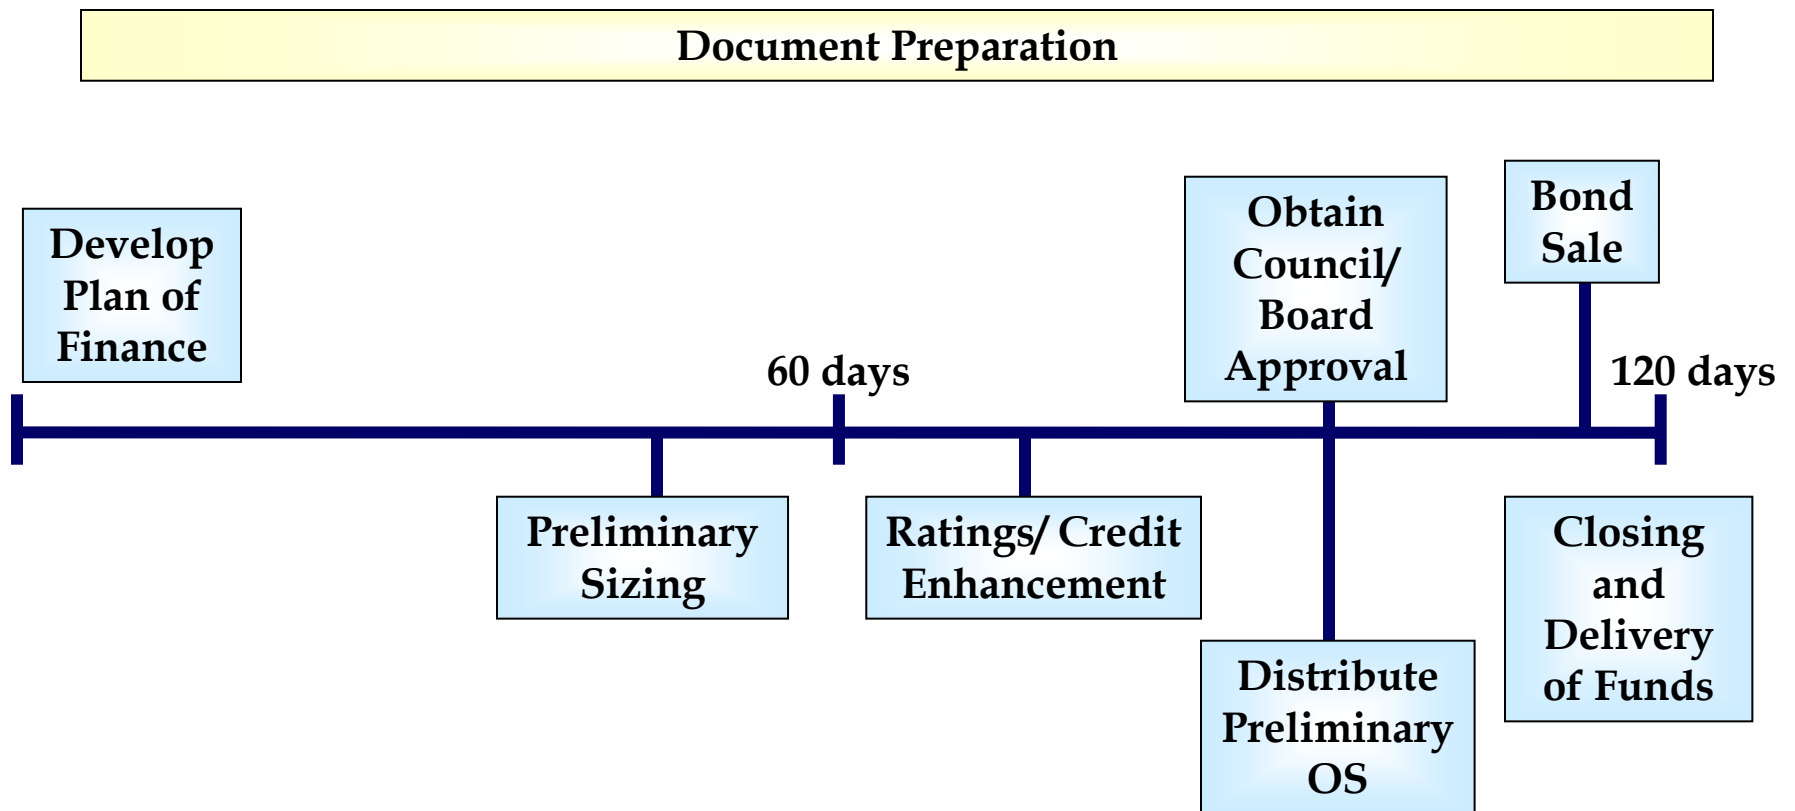 Document Preparation
Develop
Plan of
Finance
60 days
Obtain
Council/
Board
Approval
Bond
Sale
120 days
Preliminary
Sizing
Ratings/ Credit
Enhancement
Distribute
Preliminary
OS
Closing
and
Delivery
of Funds